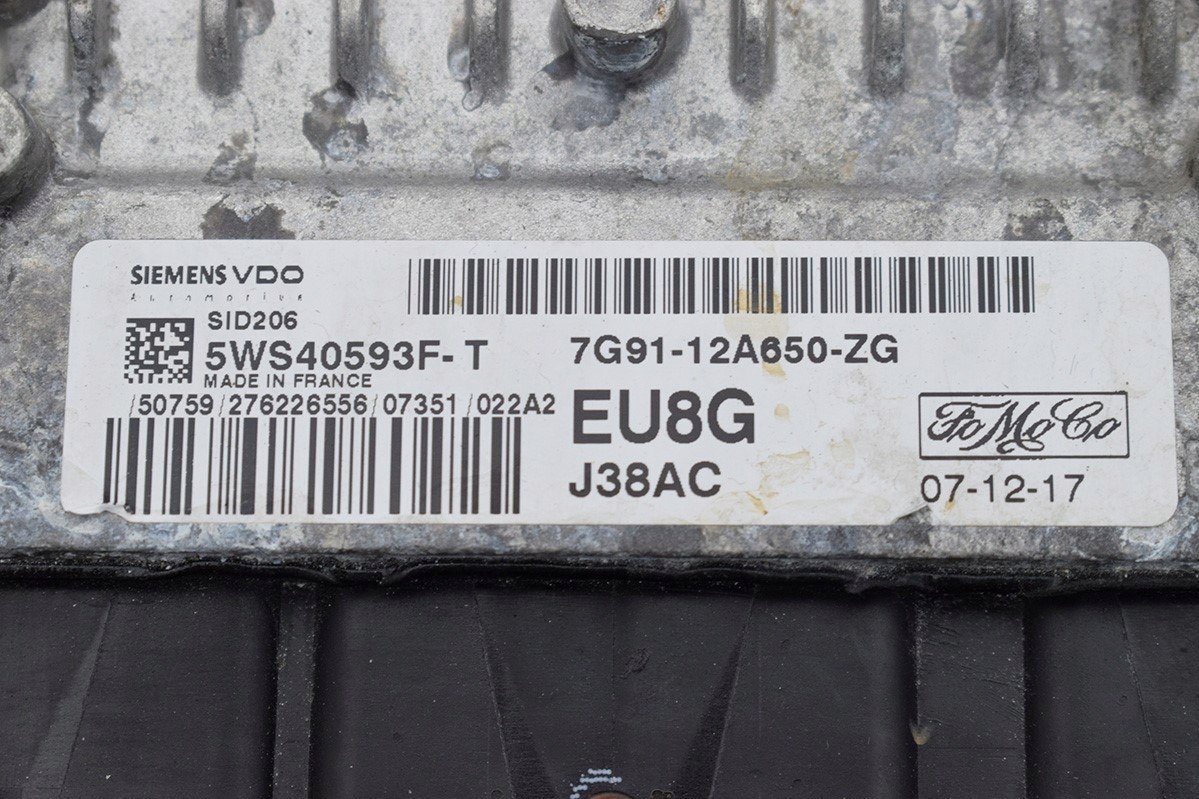 SIEMENS VDO
Automotive
SID206
5WS40593F-T
MADE IN FRANCE
/50759/276226556/07351/022A2
7G91-12A650-ZG
EU8G
J38AC
FoMoCo
07-12-17